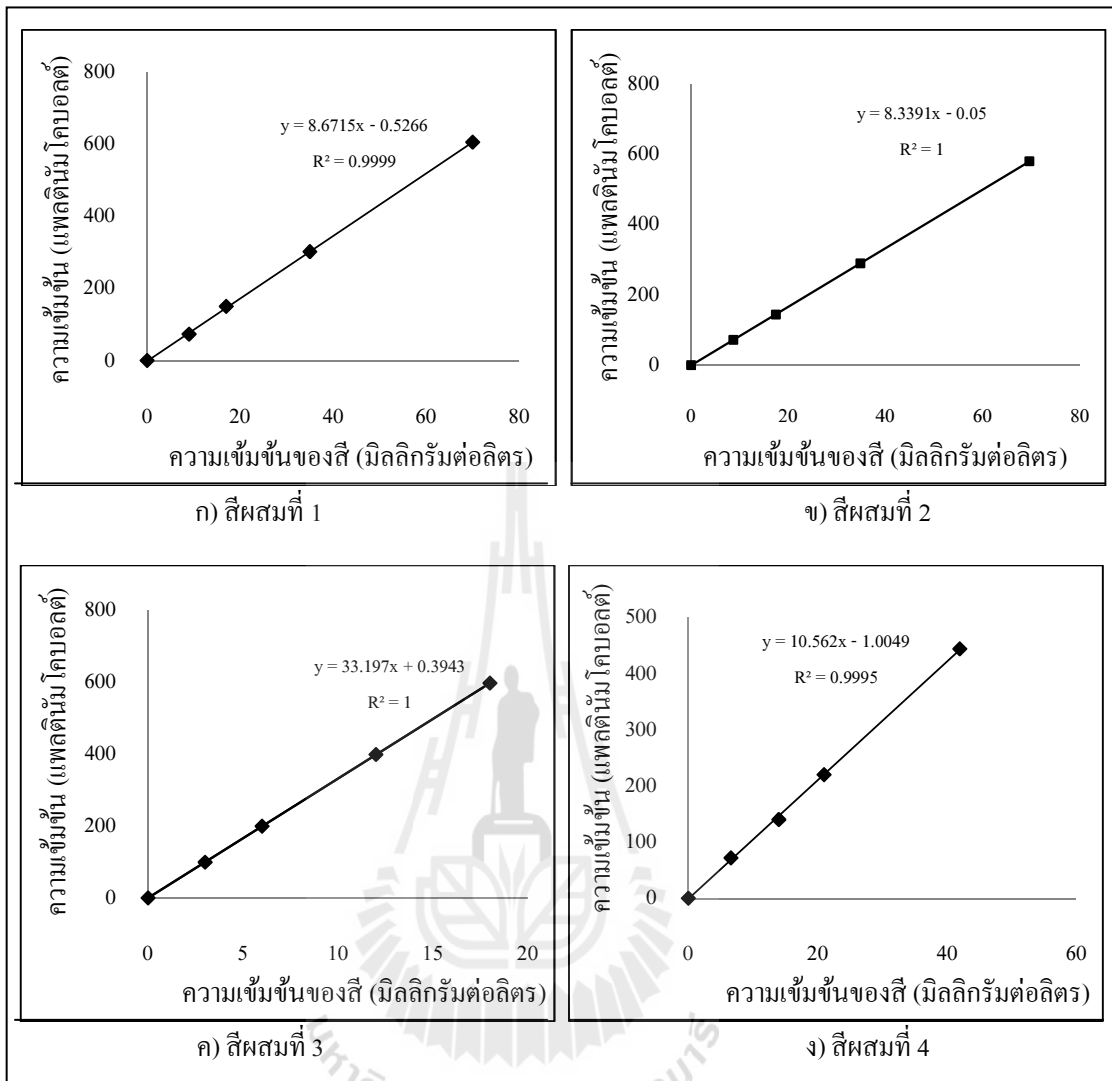 ความเข้มข้น (แพลตินัมโคบอลต์)
800
600
400
200
0
y = 8.6715x - 0.5266
R² = 0.9999
0 20 40 60 80
ความเข้มข้นของสี (มิลลิกรัมต่อลิตร)
ก) สีผสมที่ 1
ความเข้มข้น (แพลตินัมโคบอลต์)
800
600
400
200
0
y = 8.3391x - 0.05
R² = 1
0 20 40 60 80
ความเข้มข้นของสี (มิลลิกรัมต่อลิตร)
ข) สีผสมที่ 2
ความเข้มข้น (แพลตินัมโคบอลต์)
800
600
400
200
0
y = 33.197x + 0.3943
R² = 1
0 5 10 15 20
ความเข้มข้นของสี (มิลลิกรัมต่อลิตร)
ค) สีผสมที่ 3
ความเข้มข้น (แพลตินัมโคบอลต์)
500
400
300
200
100
0
y = 10.562x - 1.0049
R² = 0.9995
0 20 40 60
ความเข้มข้นของสี (มิลลิกรัมต่อลิตร)
ง) สีผสมที่ 4